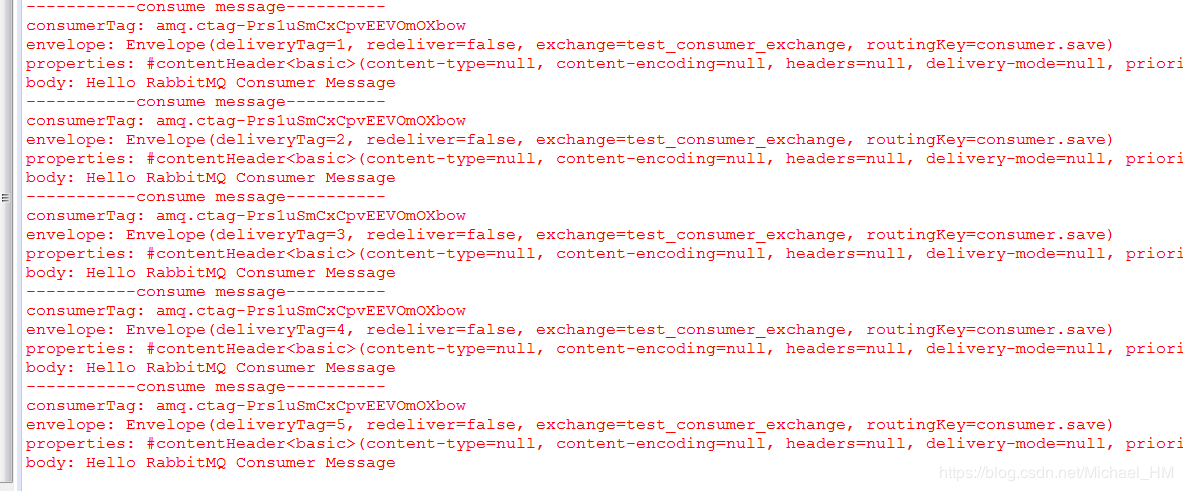 -----------consume message----------
consumerTag: amq.ctag-Prs1uSmCxCpvEEVOmOXbow
envelope: Envelope(deliveryTag=1, redeliver=false, exchange=test_consumer_exchange, routingKey=consumer.save)
properties: #contentHeader<basic>(content-type=null, content-encoding=null, headers=null, delivery-mode=null, priori
body: Hello RabbitMQ Consumer Message
-----------consume message----------
consumerTag: amq.ctag-Prs1uSmCxCpvEEVOmOXbow
envelope: Envelope(deliveryTag=2, redeliver=false, exchange=test_consumer_exchange, routingKey=consumer.save)
properties: #contentHeader<basic>(content-type=null, content-encoding=null, headers=null, delivery-mode=null, priori
body: Hello RabbitMQ Consumer Message
-----------consume message----------
consumerTag: amq.ctag-Prs1uSmCxCpvEEVOmOXbow
envelope: Envelope(deliveryTag=3, redeliver=false, exchange=test_consumer_exchange, routingKey=consumer.save)
properties: #contentHeader<basic>(content-type=null, content-encoding=null, headers=null, delivery-mode=null, priori
body: Hello RabbitMQ Consumer Message
-----------consume message----------
consumerTag: amq.ctag-Prs1uSmCxCpvEEVOmOXbow
envelope: Envelope(deliveryTag=4, redeliver=false, exchange=test_consumer_exchange, routingKey=consumer.save)
properties: #contentHeader<basic>(content-type=null, content-encoding=null, headers=null, delivery-mode=null, priori
body: Hello RabbitMQ Consumer Message
-----------consume message----------
consumerTag: amq.ctag-Prs1uSmCxCpvEEVOmOXbow
envelope: Envelope(deliveryTag=5, redeliver=false, exchange=test_consumer_exchange, routingKey=consumer.save)
properties: #contentHeader<basic>(content-type=null, content-encoding=null, headers=null, delivery-mode=null, priori
body: Hello RabbitMQ Consumer Message
https://blog.csdn.net/Michael_HM